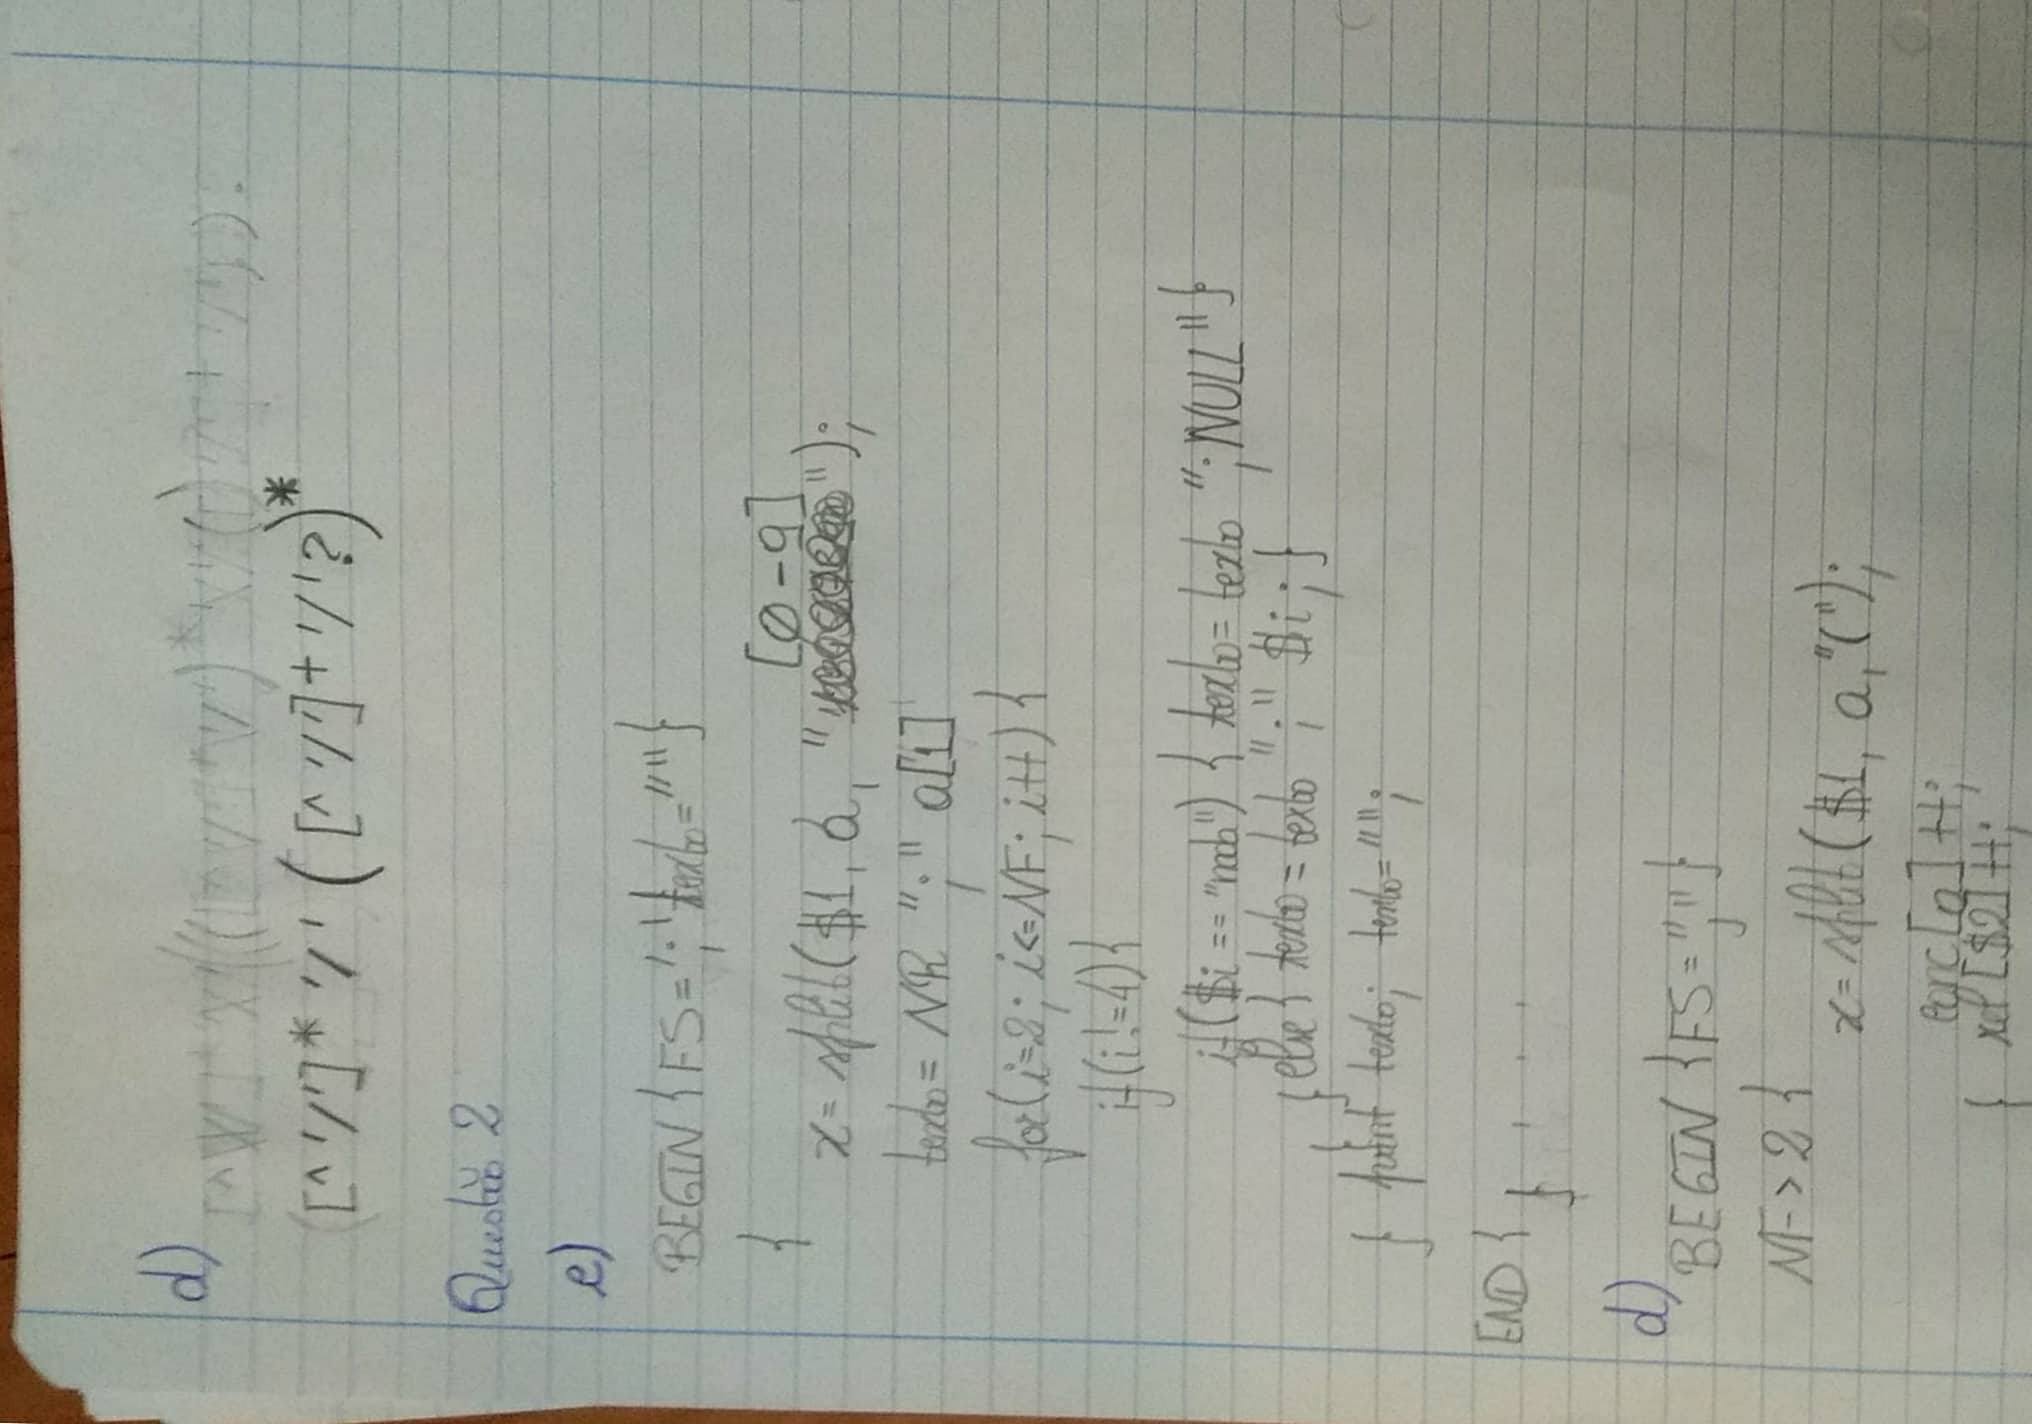 d)
[^'/']* '/' ( [^'/']+ '/'?)*
Questão 2
e)
BEGIN { FS=';' texto="" }
{
[0-9]
x= split($1, a, " ");
texto= NR ";" a[1]
for(i=2; i<=NF; i++) {
if(i!=4){
if($i == "nada") { texto= texto ";NULL" }
} else { texto = texto ";" $i; }
}
} print texto; texto="";
END {
}
d)
BEGIN {FS=";"}
NF>2 {
x= split($1, a,"(");
conc[a]++;
} rel[$2]++;